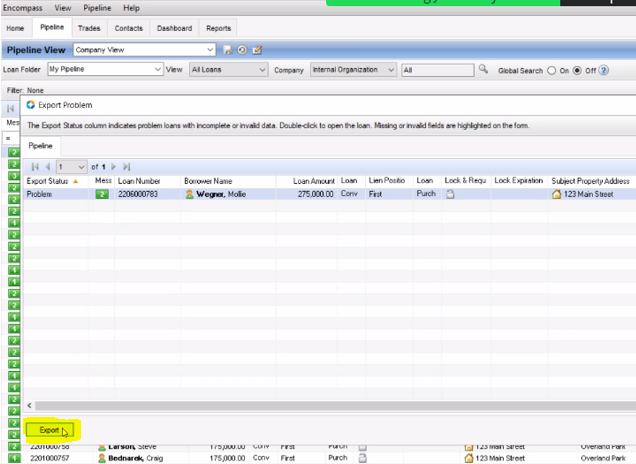 Encompass View Pipeline Help
Home Pipeline Trades Contacts Dashboard Reports
Pipeline View Company View
Loan Folder My Pipeline View All Loans Company Internal Organization All Global Search On Off ?
Filter: None
Export Problem
Mes
The Export Status column indicates problem loans with incomplete or invalid data. Double-click to open the loan. Missing or invalid fields are highlighted on the form.
=
Pipeline
1 of 1
Export Status Mess Loan Number Borrower Name Loan Amount Loan Lien Positio Loan Lock & Requ Lock Expiration Subject Property Address
Problem 2 2206000783 Wegner, Mollie 275,000.00 Conv First Purch 123 Main Street
Export
2201000758 Larson, Steve 175,000.00 Conv First Purch 123 Main Street Overland Park
1 2201000757 Bednarek, Craig 175,000.00 Conv First Purch 123 Main Street Overland Park